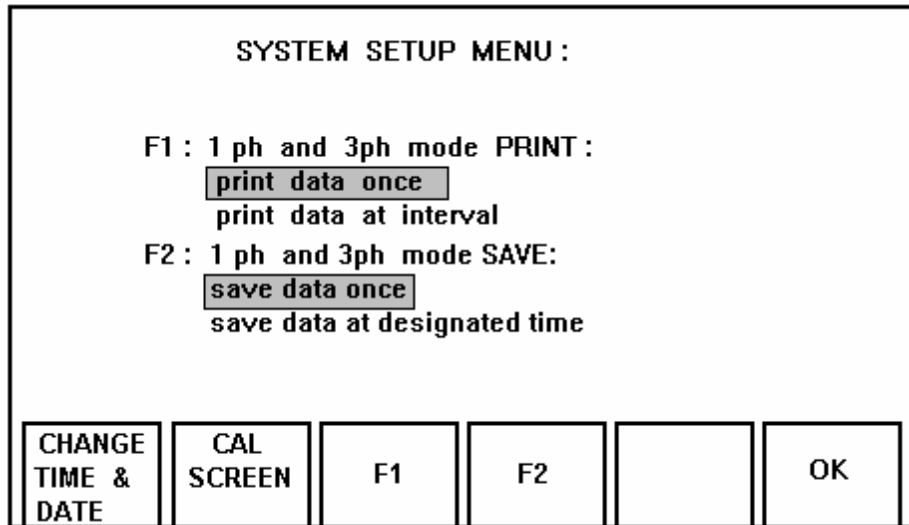 SYSTEM SETUP MENU :
F1 : 1 ph and 3ph mode PRINT :
print data once
print data at interval
F2 : 1 ph and 3ph mode SAVE:
save data once
save data at designated time
CHANGE
TIME &
DATE
CAL
SCREEN
F1
F2
OK